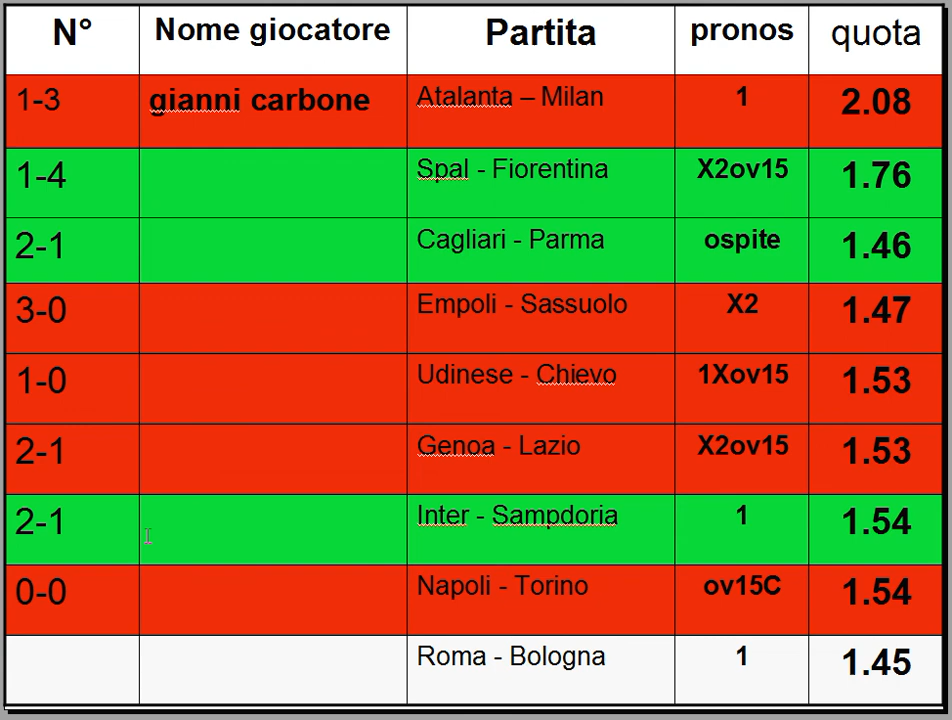 N° Nome giocatore Partita pronos quota
1-3 gianni carbone Atalanta – Milan 1 2.08
1-4 Spal - Fiorentina X2ov15 1.76
2-1 Cagliari - Parma ospite 1.46
3-0 Empoli - Sassuolo X2 1.47
1-0 Udinese - Chievo 1Xov15 1.53
2-1 Genoa - Lazio X2ov15 1.53
2-1 Inter - Sampdoria 1 1.54
0-0 Napoli - Torino ov15C 1.54
Roma - Bologna 1 1.45